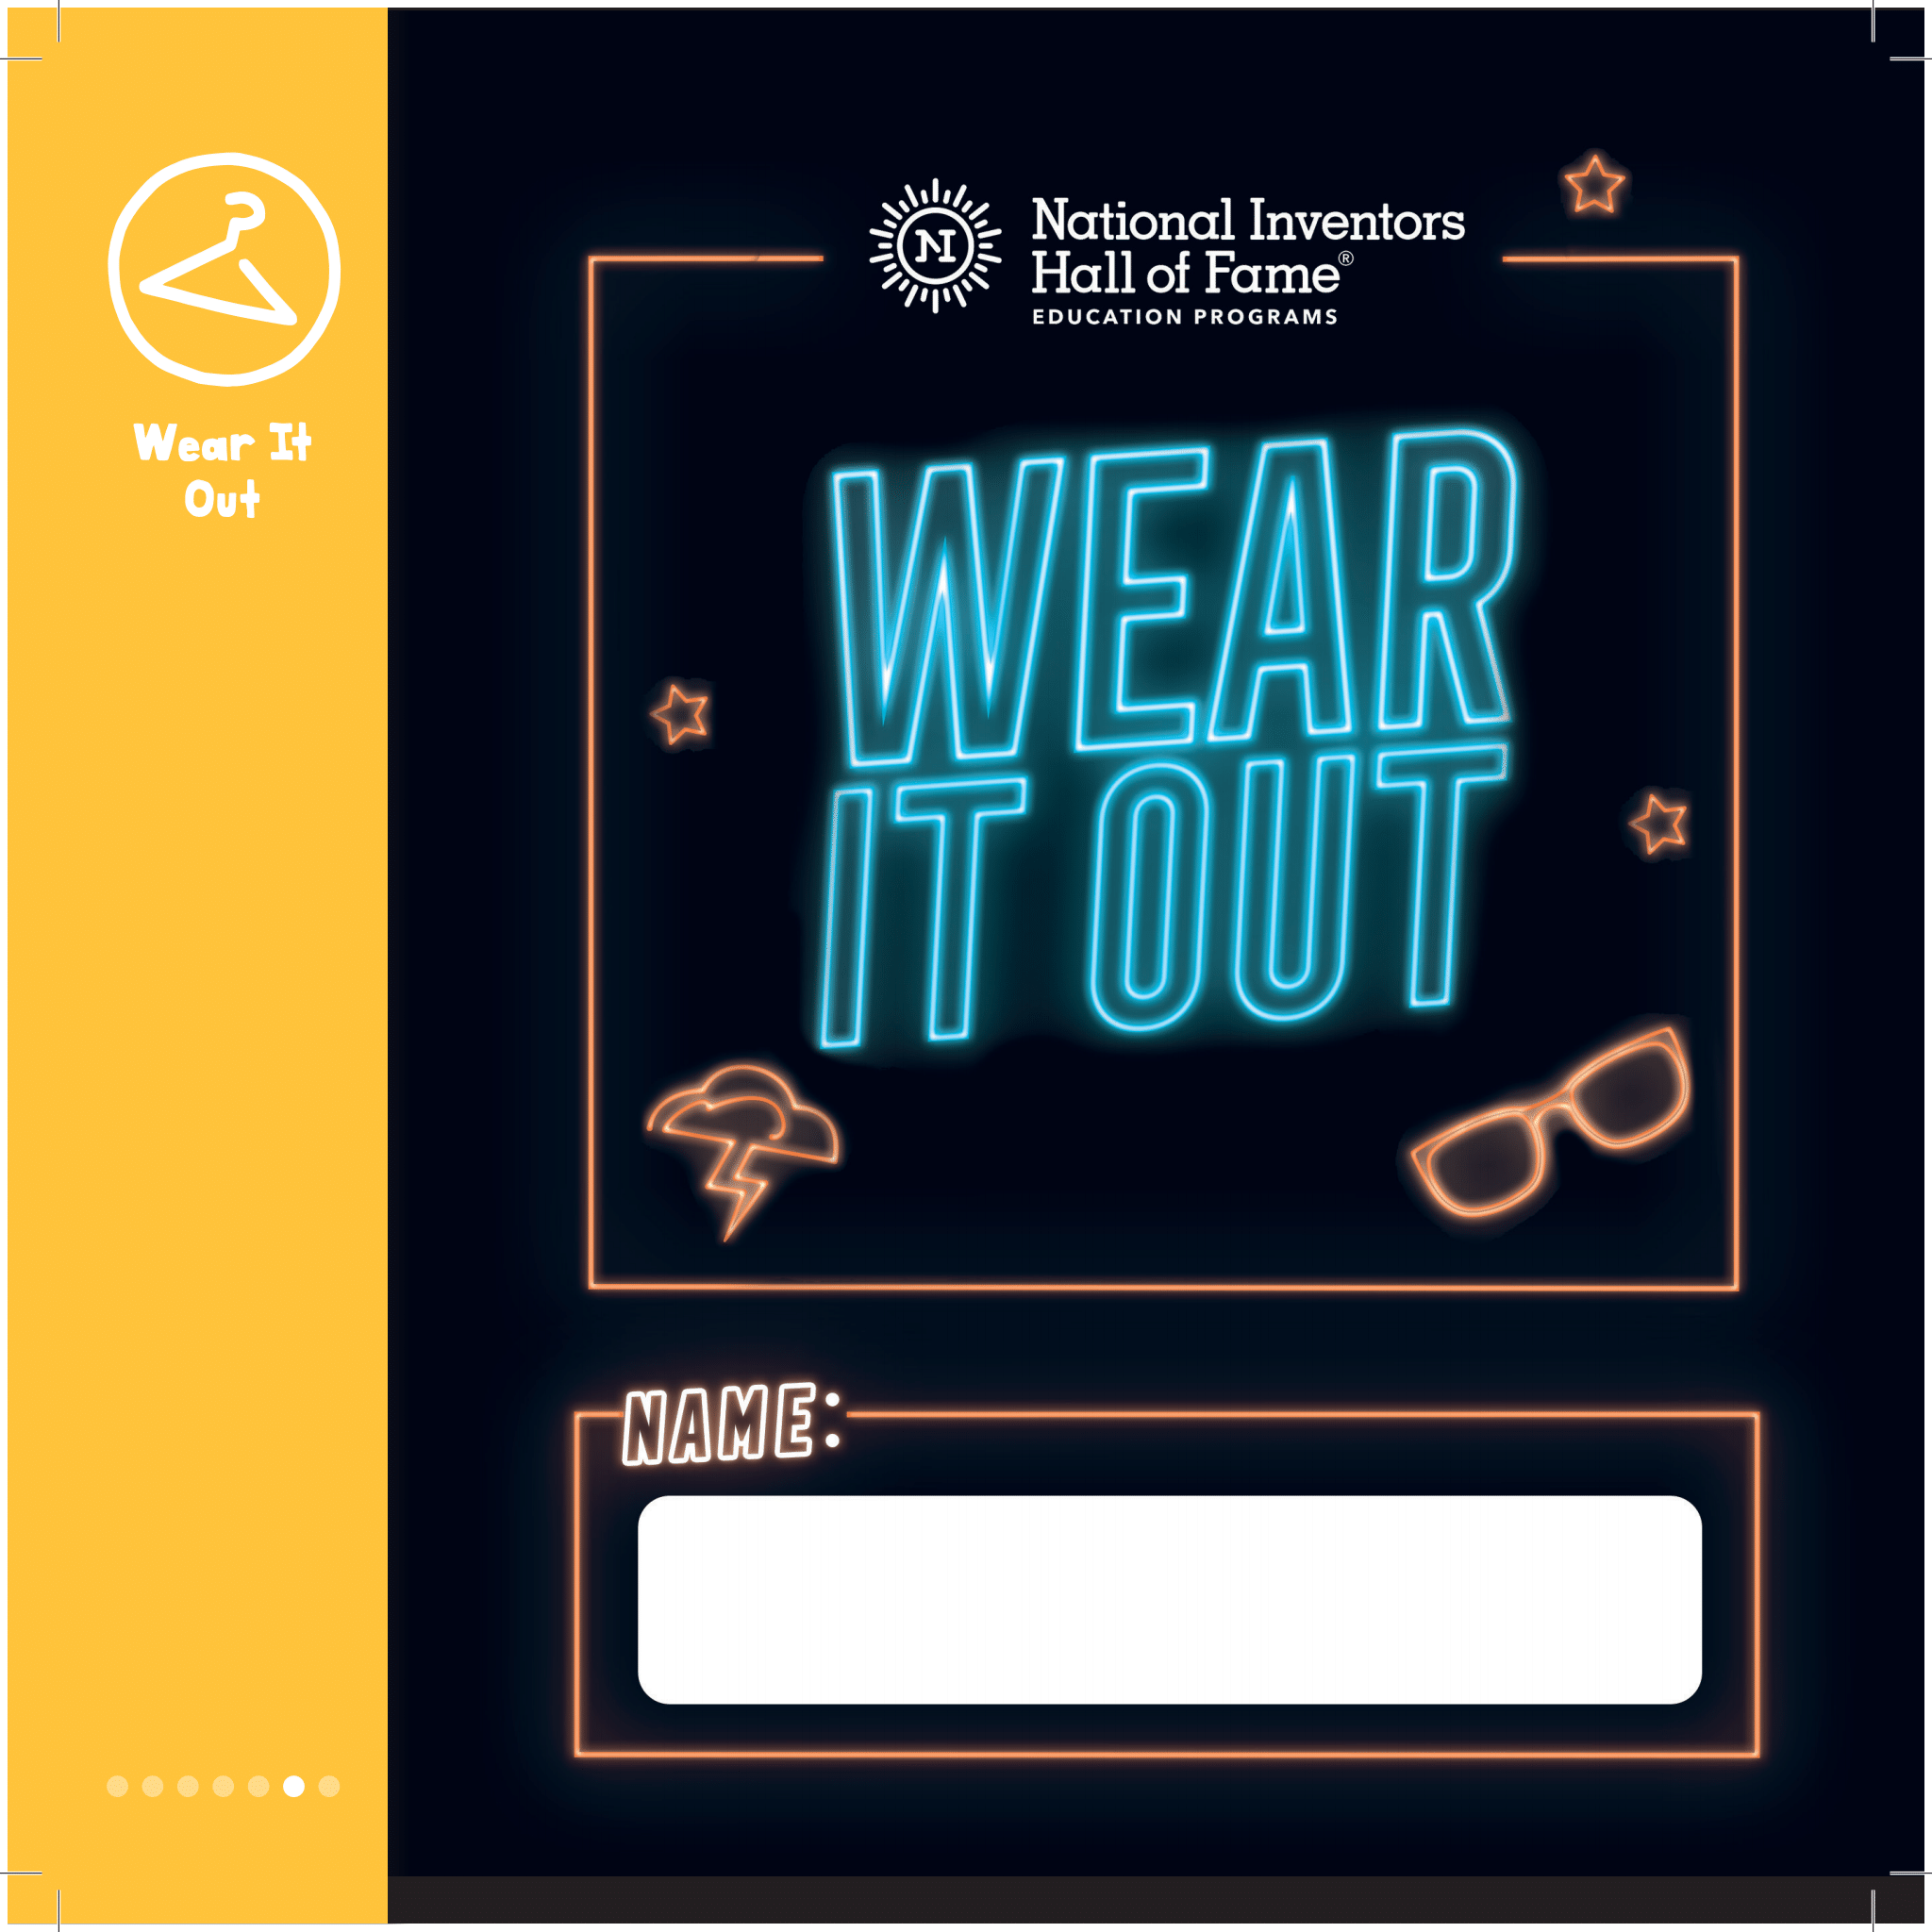 Wear It
Out
N
National Inventors
Hall of Fame®
EDUCATION PROGRAMS
WEAR
IT OUT
NAME: